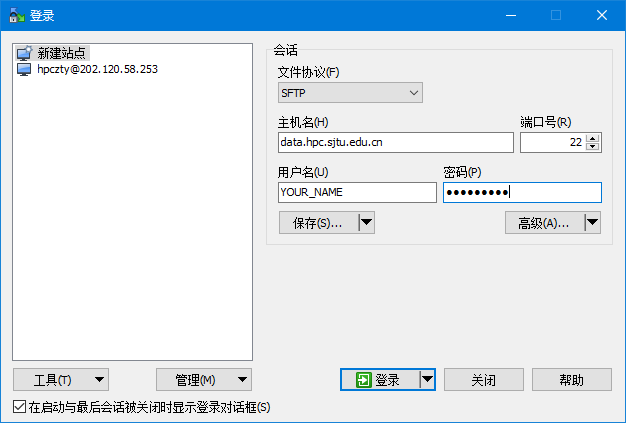 登录
新建站点
hpczty@202.120.58.253
会话
文件协议(F)
SFTP
主机名(H) 端口号(R)
data.hpc.sjtu.edu.cn 22
用户名(U) 密码(P)
YOUR_NAME •••••••••
保存(S)... 高级(A)...
工具(T) 管理(M) 登录 关闭 帮助
在启动与最后会话被关闭时显示登录对话框(S)